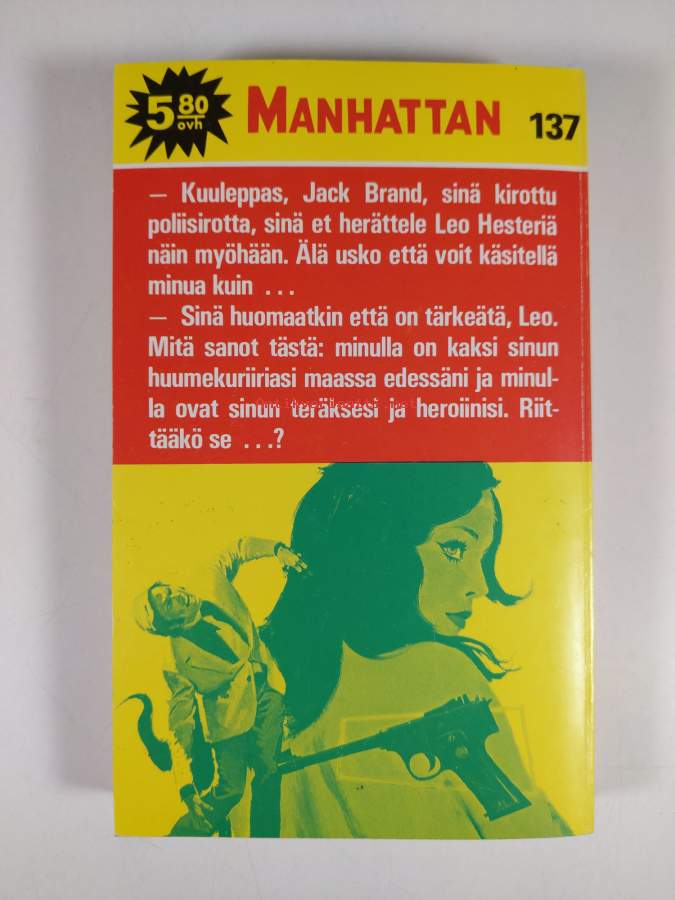 5 80
ovh
MANHATTAN 137
— Kuuleppas, Jack Brand, sinä kirottu
poliisirotta, sinä et herättele Leo Hesteriä
näin myöhään. Älä usko että voit käsitellä
minua kuin ...
— Sinä huomaatkin että on tärkeätä, Leo.
Mitä sanot tästä: minulla on kaksi sinun
huumekuriiriasi maassa edessäni ja minul-
la ovat sinun teräksesi ja heroiinisi. Riit-
tääkö se ...?